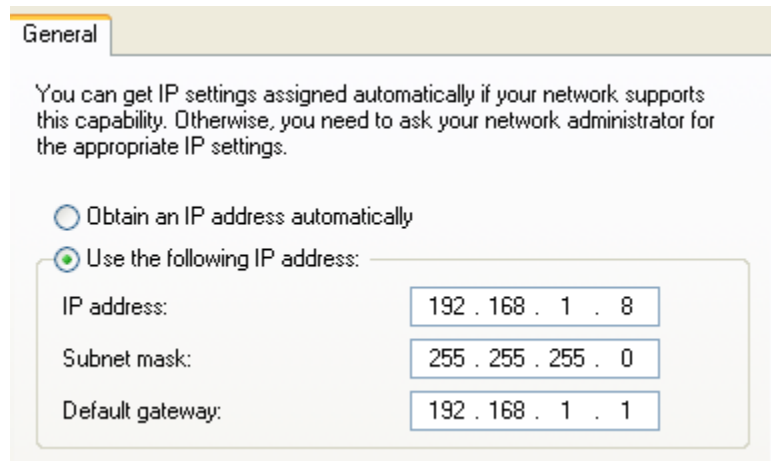 General
You can get IP settings assigned automatically if your network supports
this capability. Otherwise, you need to ask your network administrator for
the appropriate IP settings.
Obtain an IP address automatically
Use the following IP address:
IP address: 192 . 168 . 1 . 8
Subnet mask: 255 . 255 . 255 . 0
Default gateway: 192 . 168 . 1 . 1